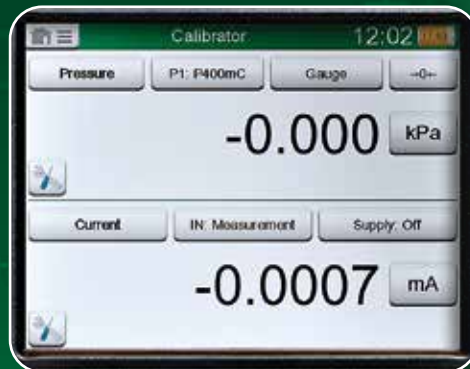 Calibrator 12:02
Pressure P1: P400mC Gauge →0←
-0.000 kPa
Current IN: Measurement Supply: Off
-0.0007 mA